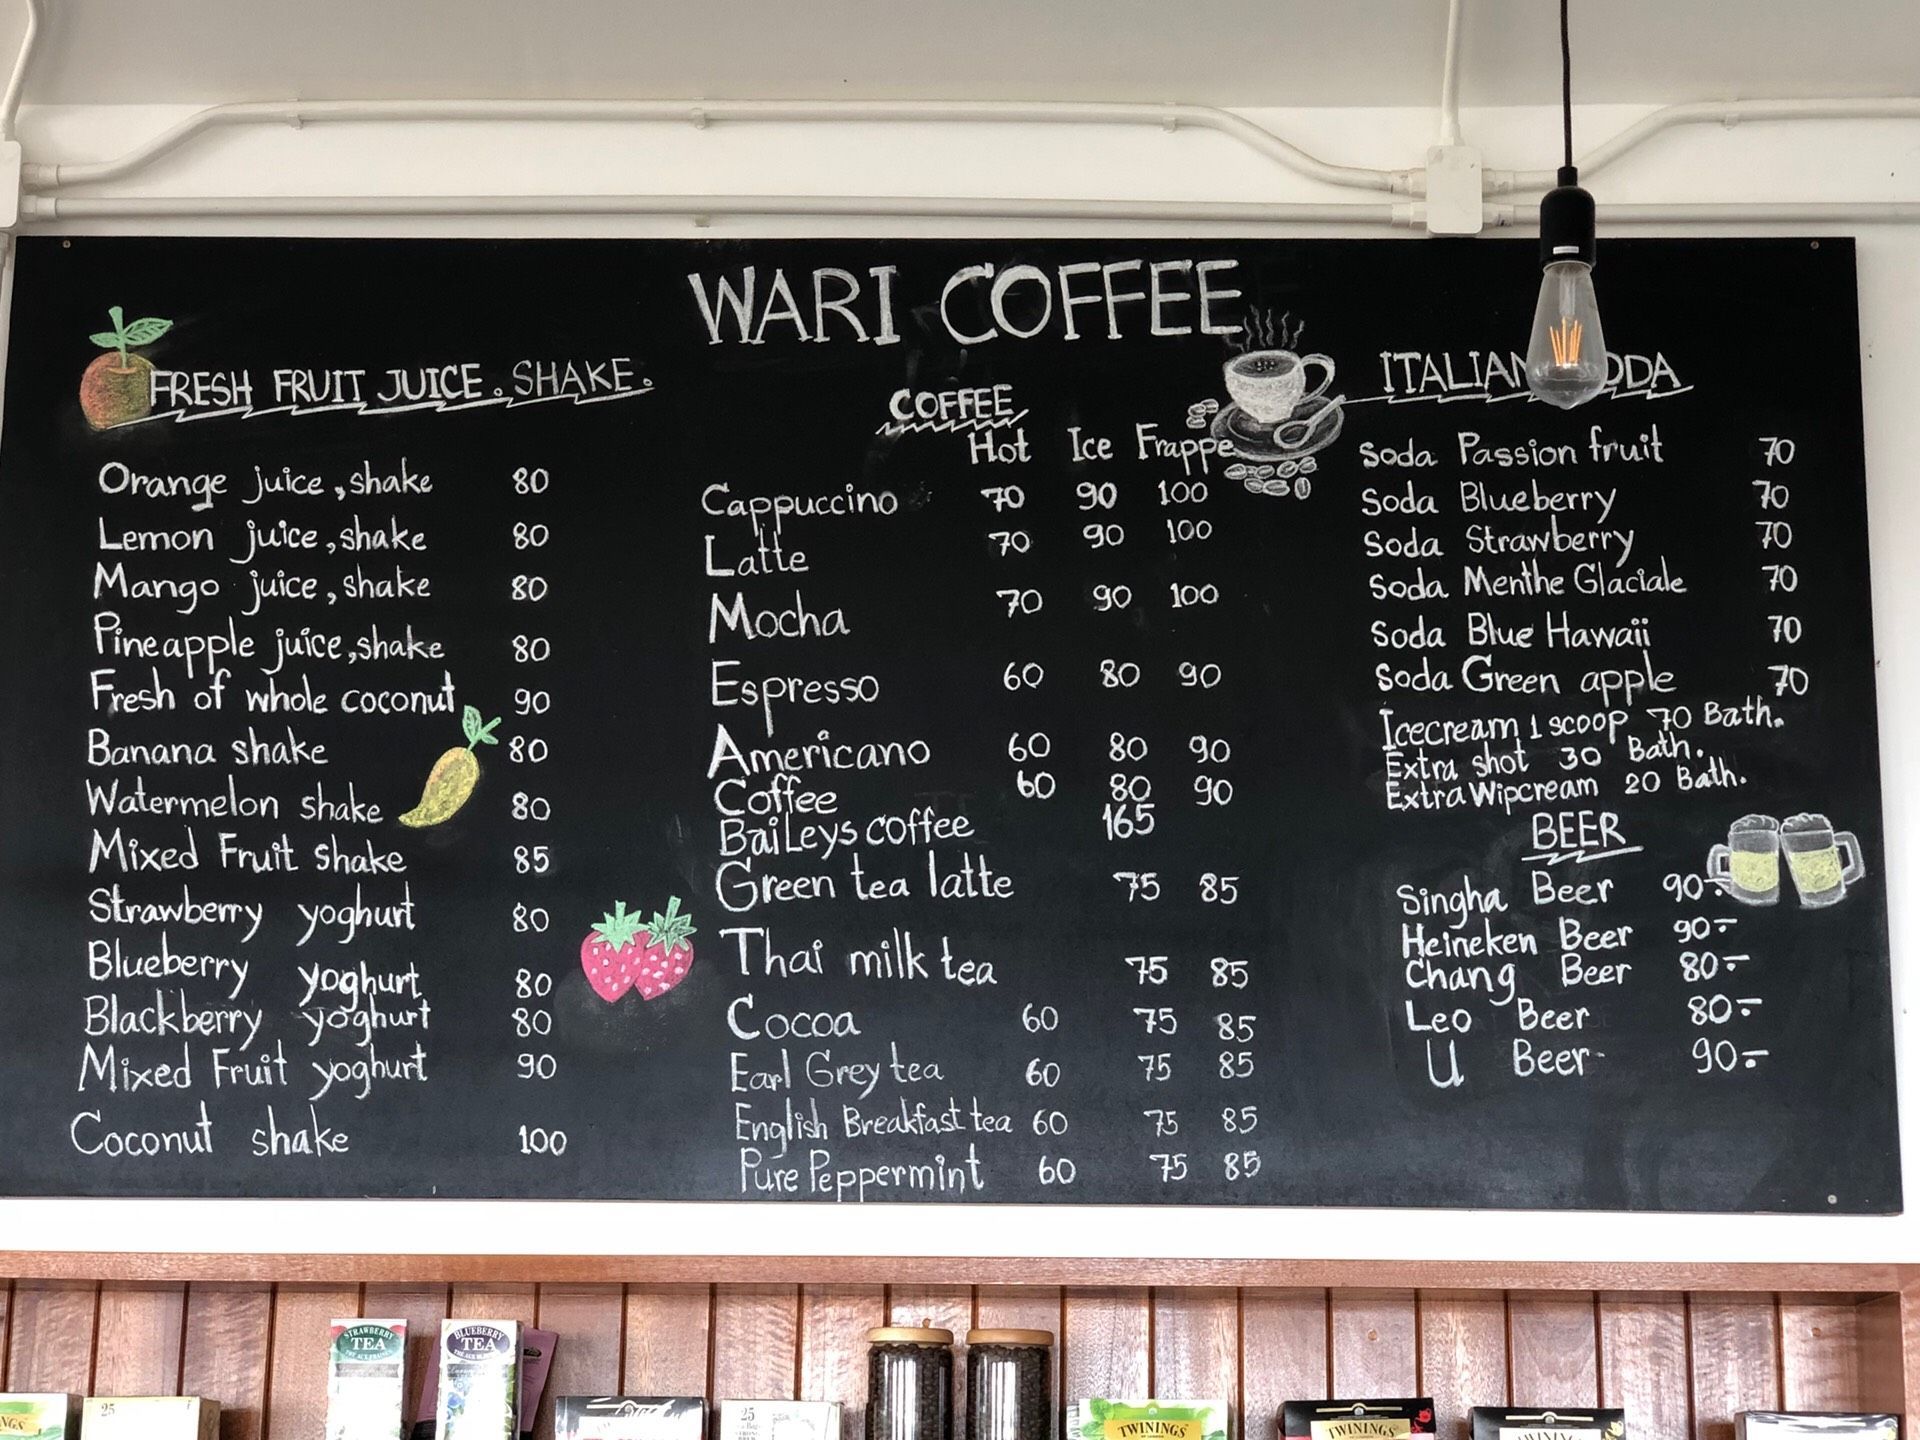 WARI COFFEE
FRESH FRUIT JUICE. SHAKE.
Orange juice, shake 80
Lemon juice, shake 80
Mango juice, shake 80
Pineapple juice, shake 80
Fresh of whole coconut 90
Banana shake 80
Watermelon shake 80
Mixed Fruit shake 85
Strawberry yoghurt 80
Blueberry yoghurt 80
Blackberry yoghurt 80
Mixed Fruit yoghurt 90
Coconut shake 100
COFFEE
Hot Ice Frappe
Cappuccino 70 90 100
Latte 70 90 100
Mocha 70 90 100
Espresso 60 80 90
Americano 60 80 90
Coffee 60 80 90
BaiLeys coffee 165
Green tea latte 75 85
Thai milk tea 75 85
Cocoa 60 75 85
Earl Grey tea 60 75 85
English Breakfast tea 60 75 85
Pure Peppermint 60 75 85
ITALIAN ODA
Soda Passion fruit 70
Soda Blueberry 70
Soda Strawberry 70
Soda Menthe Glaciale 70
Soda Blue Hawaii 70
Soda Green apple 70
Icecream 1 scoop 70 Bath.
Extra shot 30 Bath.
Extra Wipcream 20 Bath.
BEER
Singha Beer 90.-
Heineken Beer 90.-
Chang Beer 80.-
Leo Beer 80.-
U Beer 90.-
STRAWBERRY
TEA
BLUEBERRY
TEA
25
25
TWININGS
TWININGS